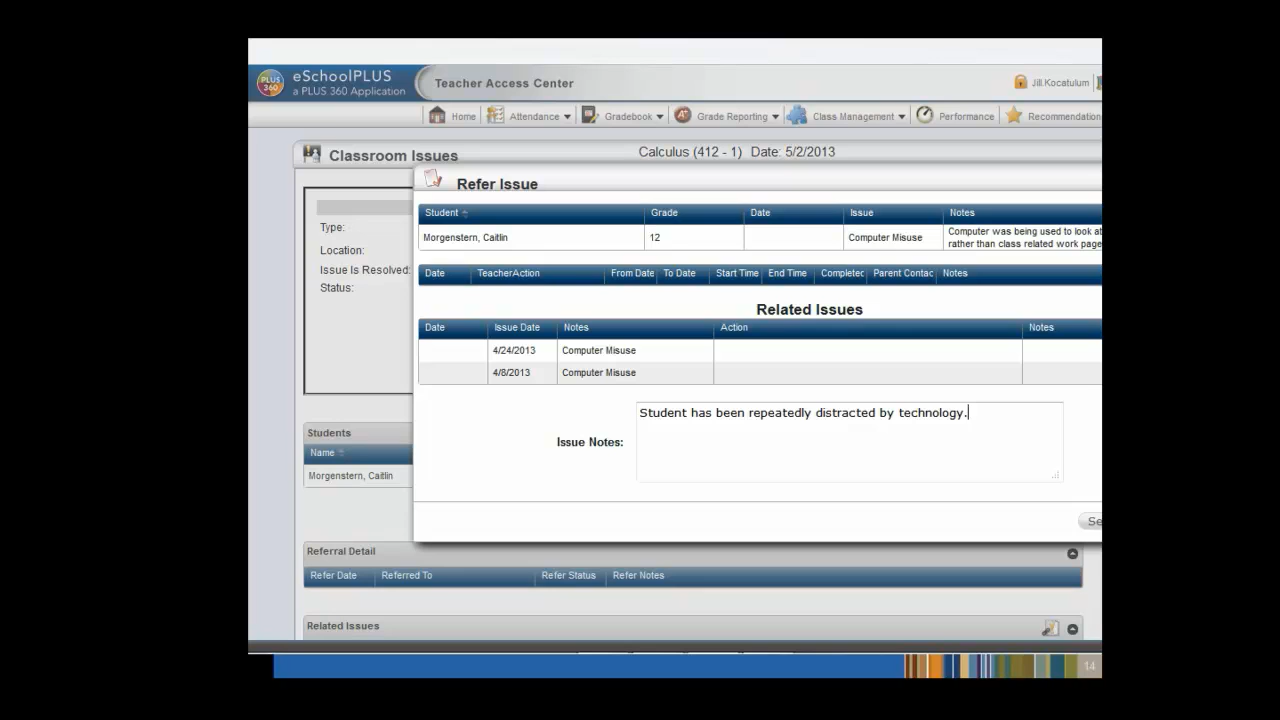 PLUS 360
eSchoolPLUS
a PLUS 360 Application
Teacher Access Center
Jill Kocatulum
Home
Attendance
Gradebook
Grade Reporting
Class Management
Performance
Recommendation
Classroom Issues
Calculus (412 - 1) Date: 5/2/2013
Refer Issue
Type:
Location:
Issue Is Resolved:
Status:
Student Grade Date Issue Notes
Morgenstern, Caitlin 12 Computer Misuse Computer was being used to look at
rather than class related work page
Date TeacherAction From Date To Date Start Time End Time Completec Parent Contac Notes
Related Issues
Date Issue Date Notes Action Notes
4/24/2013 Computer Misuse
4/8/2013 Computer Misuse
Issue Notes: Student has been repeatedly distracted by technology.
Students
Name
Morgenstern, Caitlin
Se
Referral Detail
Refer Date Referred To Refer Status Refer Notes
Related Issues
14